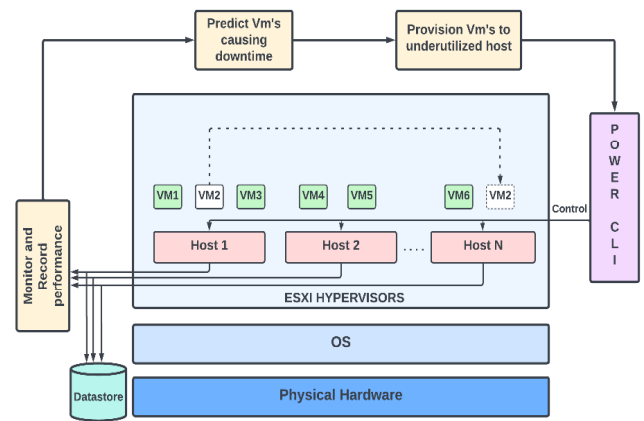 Predict Vm's
causing
downtime
Provision Vm's to
underutilized host
P
O
W
E
R
C
L
I
VM1
VM2
VM3
VM4
VM5
VM6
VM2
Control
Monitor and
Record
performance
Host 1
Host 2
....
Host N
ESXI HYPERVISORS
OS
Datastore
Physical Hardware